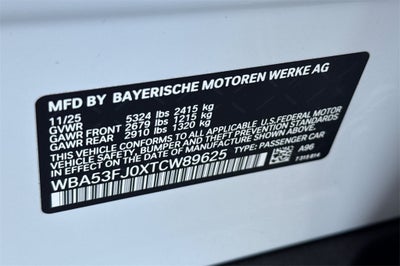 MFD BY BAYERISCHE MOTOREN WERKE AG
11/25
GVWR 5324 lbs 2415 kg
GAWR FRONT 2679 lbs 1215 kg
GAWR REAR 2910 lbs 1320 kg
THIS VEHICLE CONFORMS TO ALL APPLICABLE U.S. FEDERAL MOTOR
VEHICLE SAFETY, BUMPER, AND THEFT PREVENTION STANDARDS
IN EFFECT ON THE DATE OF MANUFACTURE SHOWN ABOVE.
WBA53FJ0XTCW89625 TYPE: PASSENGER CAR
A96